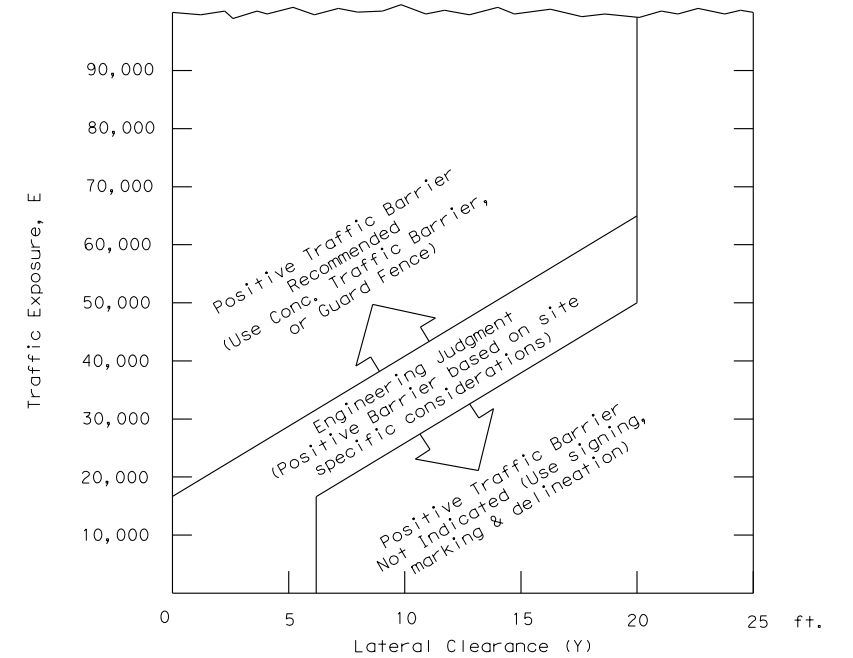 90,000
80,000
70,000
60,000
50,000
40,000
30,000
20,000
10,000
Traffic Exposure, E
Positive Traffic Barrier
Recommended
(Use Conc. Traffic Barrier,
or Guard Fence)
Engineering Judgment
(Positive Barrier based on site
specific considerations)
Positive Traffic Barrier
Not Indicated (Use signing,
marking & delineation)
0 5 10 15 20 25 ft.
Lateral Clearance (Y)